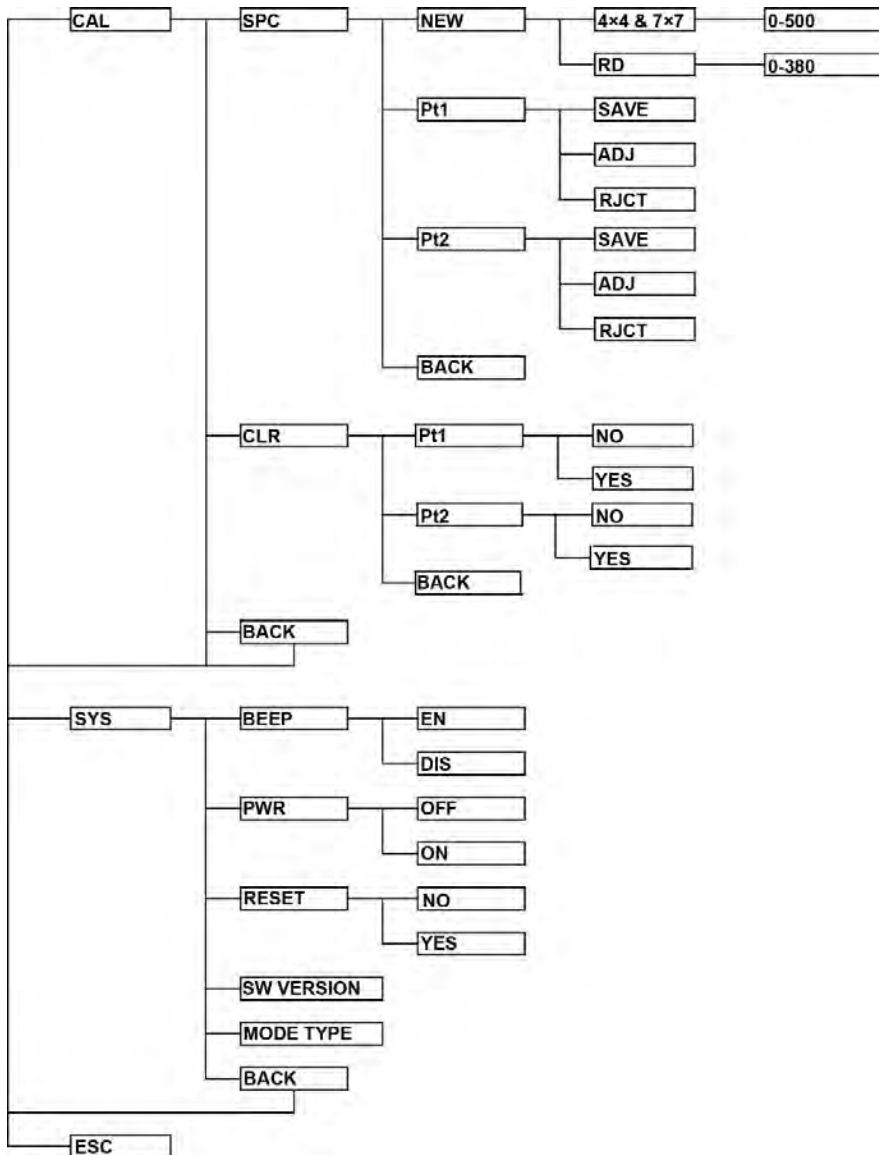 CAL SPC NEW 4×4 & 7×7 0-500
RD 0-380
Pt1 SAVE
ADJ
RJCT
Pt2 SAVE
ADJ
RJCT
BACK
CLR Pt1 NO
YES
Pt2 NO
YES
BACK
BACK
SYS BEEP EN
DIS
PWR OFF
ON
RESET NO
YES
SW VERSION
MODE TYPE
BACK
ESC